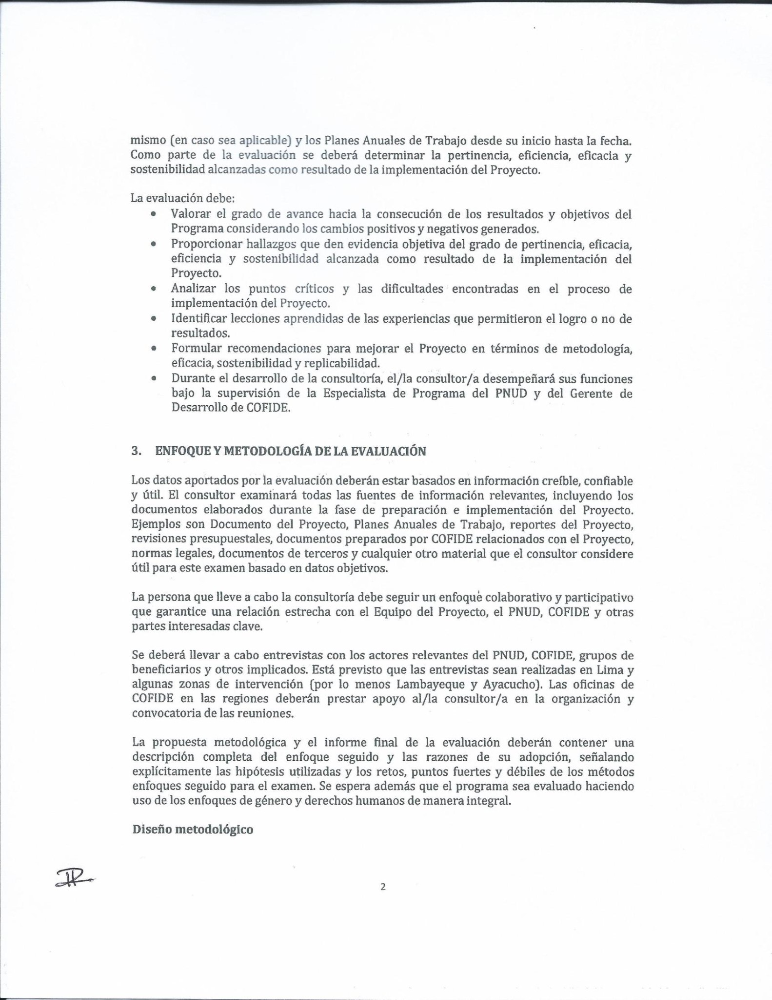 mismo (en caso sea aplicable) y los Planes Anuales de Trabajo desde su inicio hasta la fecha.
Como parte de la evaluación se deberá determinar la pertinencia, eficiencia, eficacia y
sostenibilidad alcanzadas como resultado de la implementación del Proyecto.
La evaluación debe:
• Valorar el grado de avance hacia la consecución de los resultados y objetivos del
Programa considerando los cambios positivos y negativos generados.
• Proporcionar hallazgos que den evidencia objetiva del grado de pertinencia, eficacia,
eficiencia y sostenibilidad alcanzada como resultado de la implementación del
Proyecto.
• Analizar los puntos críticos y las dificultades encontradas en el proceso de
implementación del Proyecto.
• Identificar lecciones aprendidas de las experiencias que permitieron el logro o no de
resultados.
• Formular recomendaciones para mejorar el Proyecto en términos de metodología,
eficacia, sostenibilidad y replicabilidad.
• Durante el desarrollo de la consultoría, el/la consultor/a desempeñará sus funciones
bajo la supervisión de la Especialista de Programa del PNUD y del Gerente de
Desarrollo de COFIDE.
3. ENFOQUE Y METODOLOGÍA DE LA EVALUACIÓN
Los datos aportados por la evaluación deberán estar basados en información creíble, confiable
y útil. El consultor examinará todas las fuentes de información relevantes, incluyendo los
documentos elaborados durante la fase de preparación e implementación del Proyecto.
Ejemplos son Documento del Proyecto, Planes Anuales de Trabajo, reportes del Proyecto,
revisiones presupuestales, documentos preparados por COFIDE relacionados con el Proyecto,
normas legales, documentos de terceros y cualquier otro material que el consultor considere
útil para este examen basado en datos objetivos.
La persona que lleve a cabo la consultoría debe seguir un enfoque colaborativo y participativo
que garantice una relación estrecha con el Equipo del Proyecto, el PNUD, COFIDE y otras
partes interesadas clave.
Se deberá llevar a cabo entrevistas con los actores relevantes del PNUD, COFIDE, grupos de
beneficiarios y otros implicados. Está previsto que las entrevistas sean realizadas en Lima y
algunas zonas de intervención (por lo menos Lambayeque y Ayacucho). Las oficinas de
COFIDE en las regiones deberán prestar apoyo al/la consultor/a en la organización y
convocatoria de las reuniones.
La propuesta metodológica y el informe final de la evaluación deberán contener una
descripción completa del enfoque seguido y las razones de su adopción, señalando
explícitamente las hipótesis utilizadas y los retos, puntos fuertes y débiles de los métodos
enfoques seguido para el examen. Se espera además que el programa sea evaluado haciendo
uso de los enfoques de género y derechos humanos de manera integral.
Diseño metodológico
2